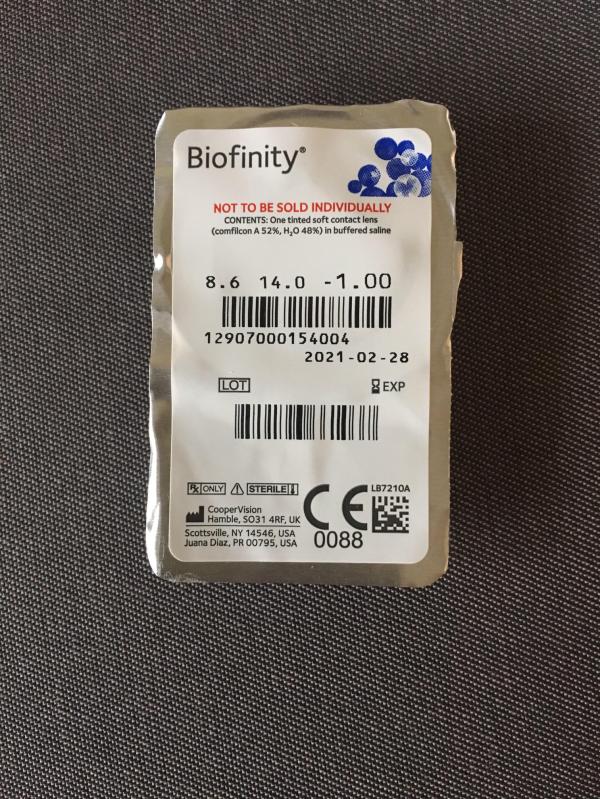 Biofinity®
NOT TO BE SOLD INDIVIDUALLY
CONTENTS: One tinted soft contact lens
(comfilcon A 52%, H₂O 48%) in buffered saline
8.6 14.0 -1.00
12907000154004
2021-02-28
LOT EXP
Rx ONLY STERILE
LB7210A
CooperVision
Hamble, SO31 4RF, UK
Scottsville, NY 14546, USA
Juana Diaz, PR 00795, USA
CE
0088